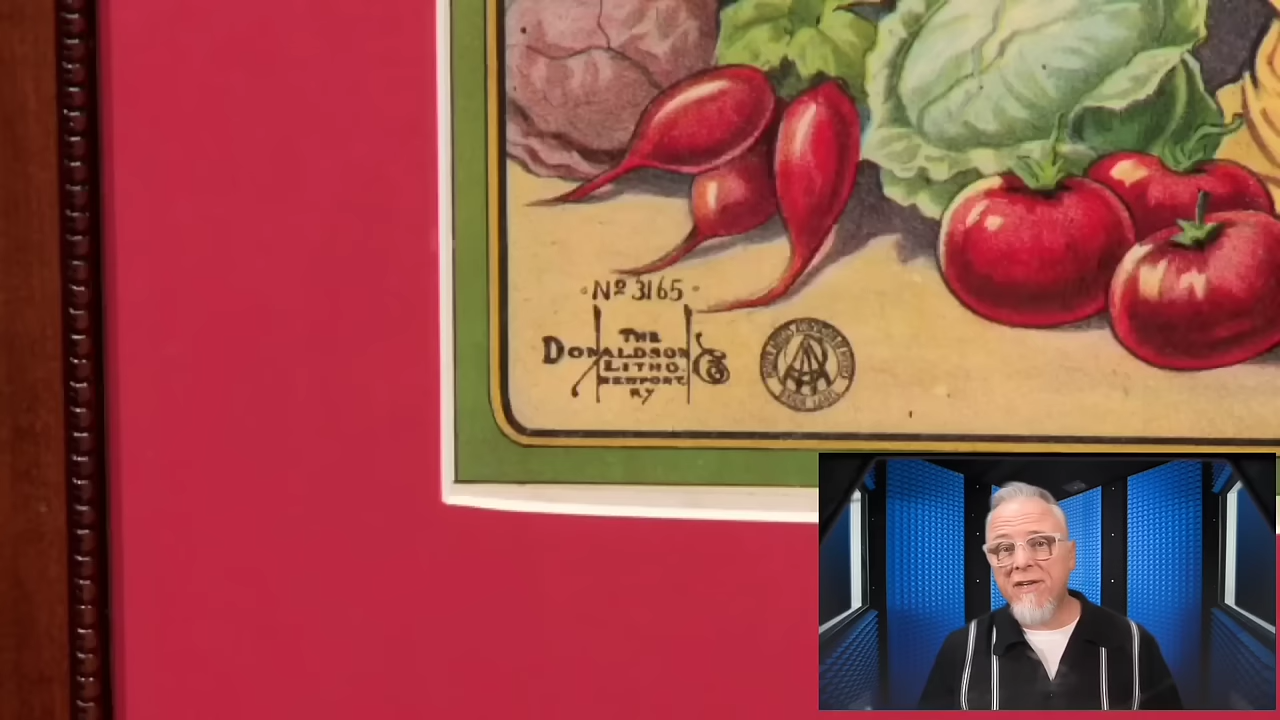 Nº 3165
THE
DONALDSON
LITHO. Co
NEWPORT,
KY